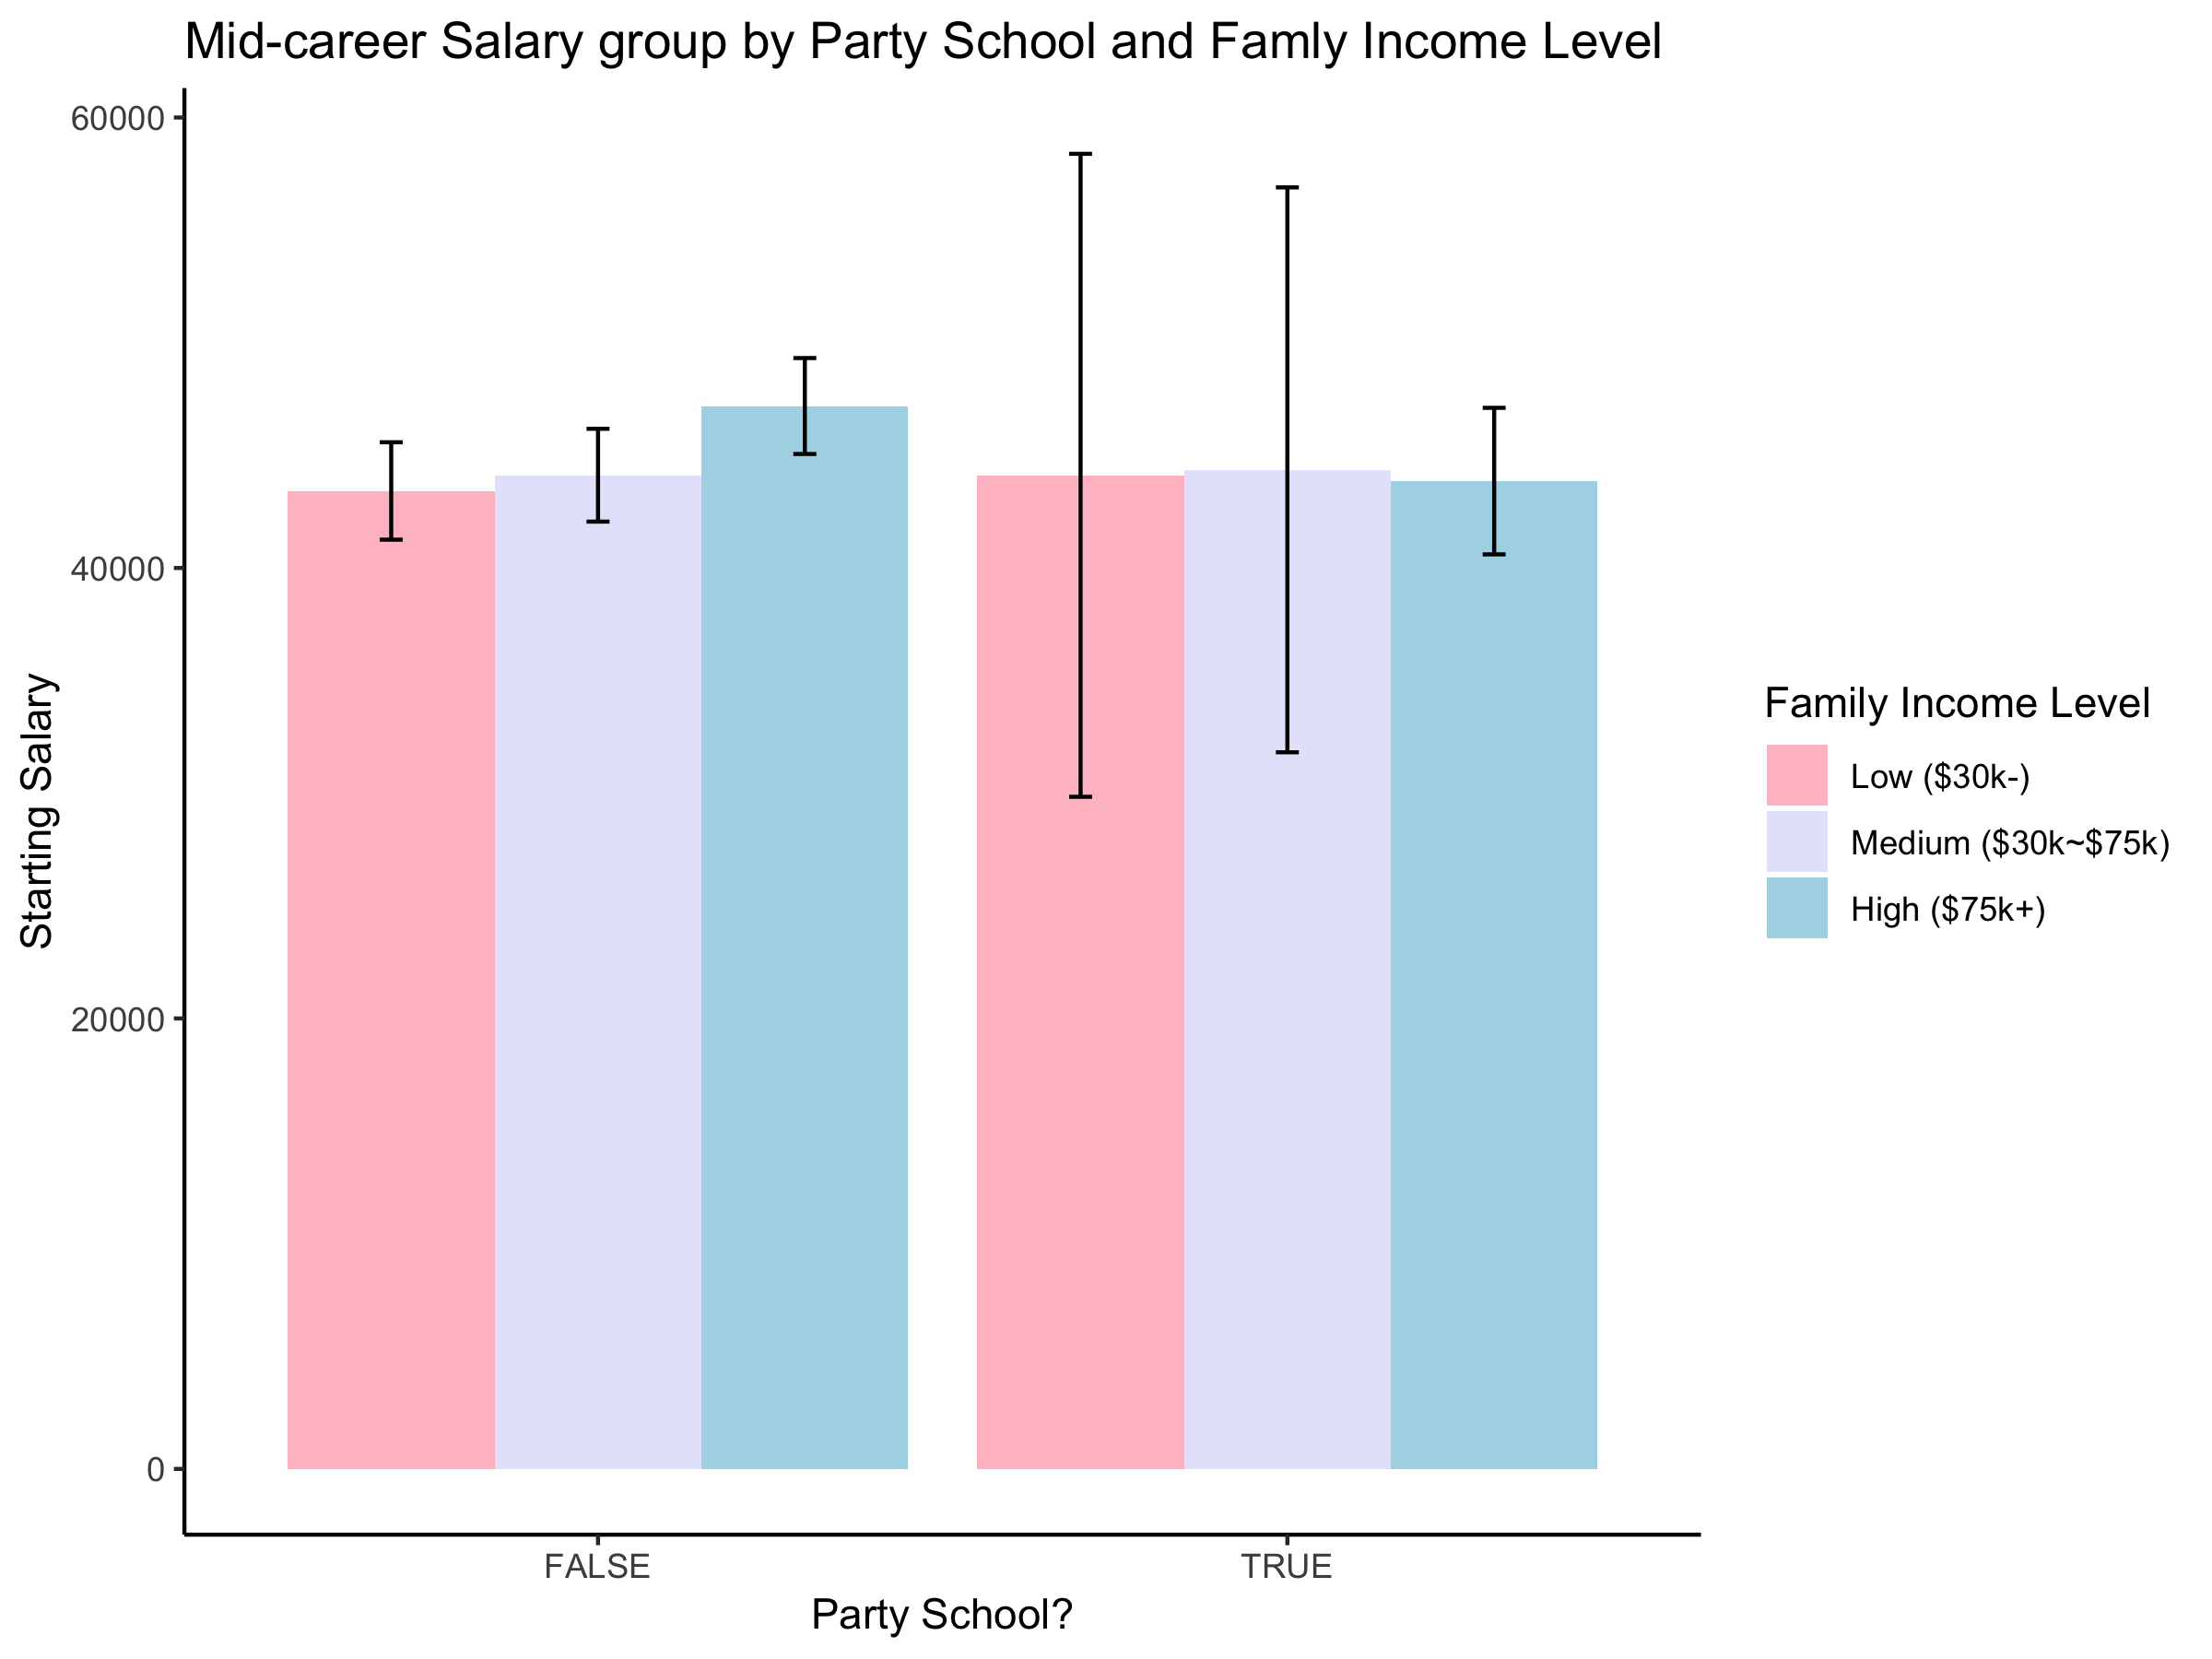 Mid-career Salary group by Party School and Famly Income Level
60000
40000
20000
0
Starting Salary
FALSE
TRUE
Party School?
Family Income Level
Low ($30k-)
Medium ($30k~$75k)
High ($75k+)